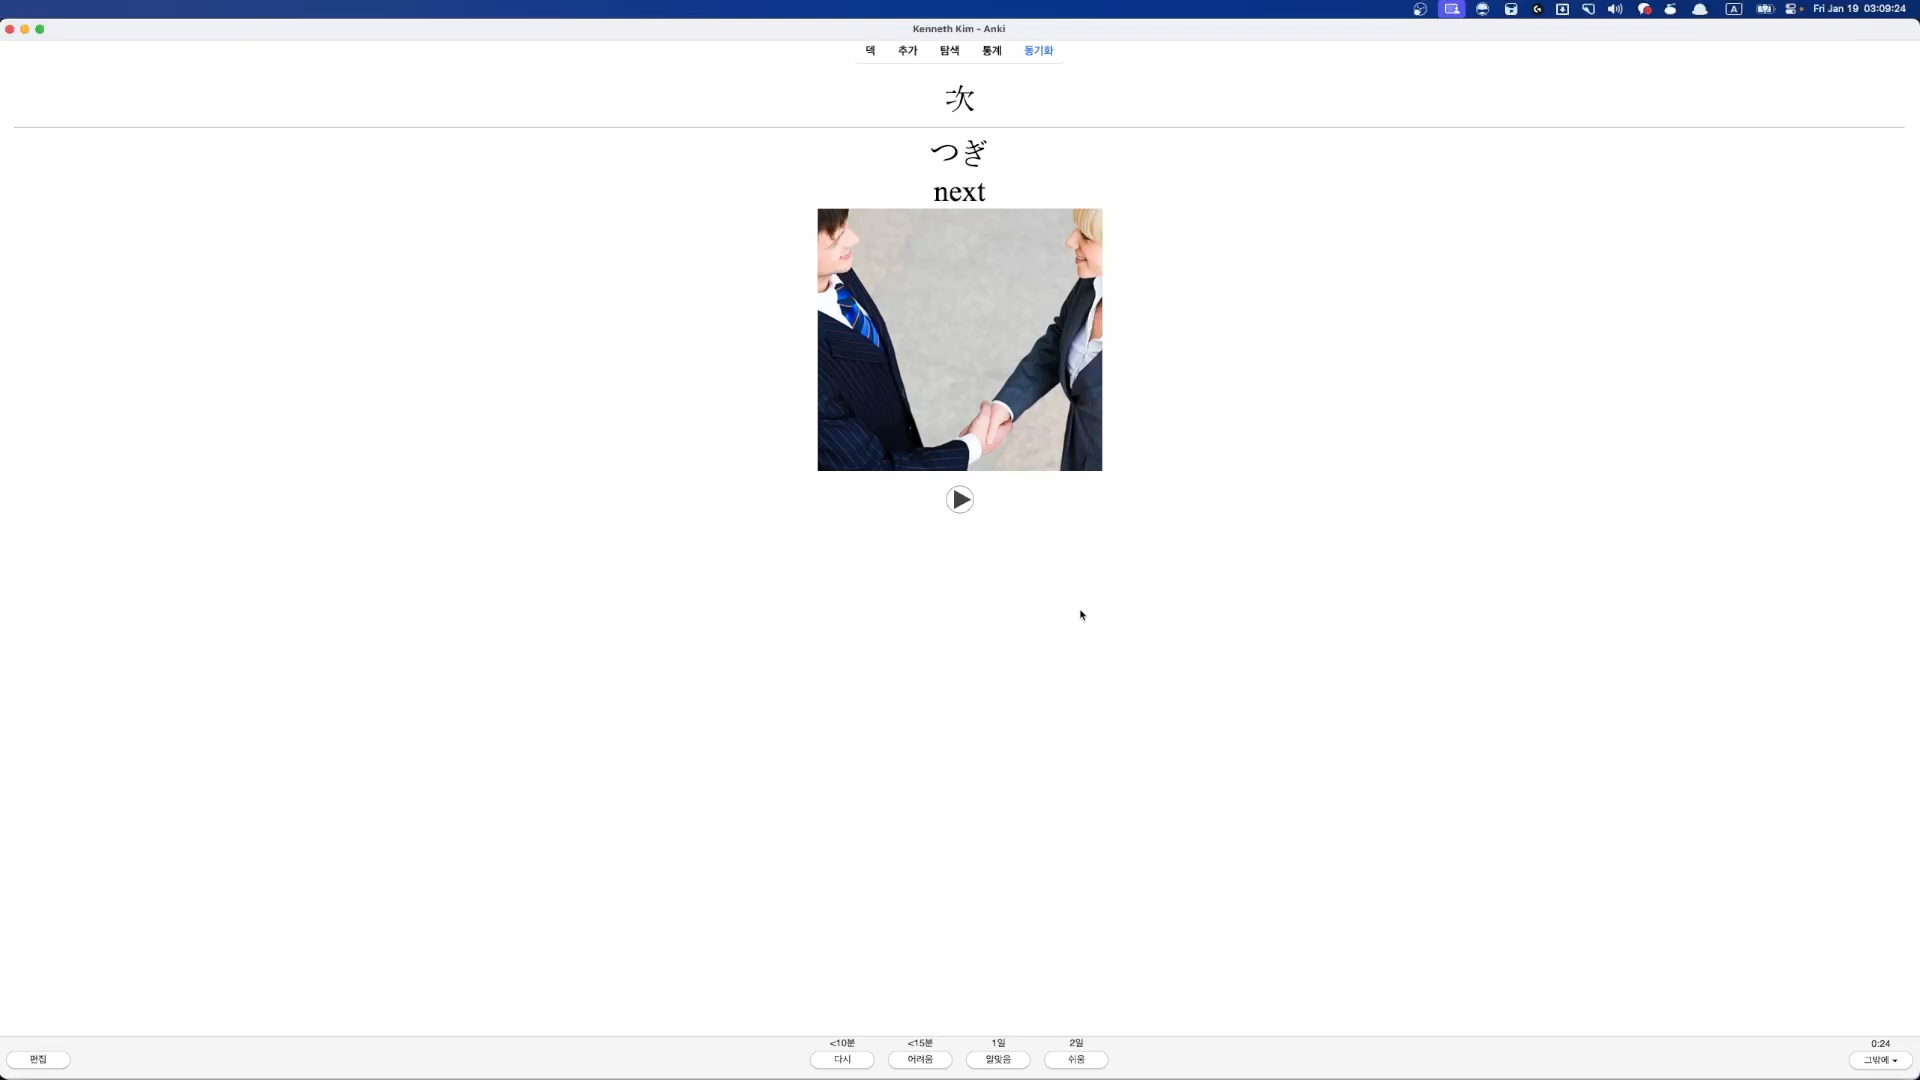 Fri Jan 19 03:09:24
Kenneth Kim - Anki
덱 추가 탐색 통계 동기화
次
つぎ
next
<10분 <15분 1일 2일 0:24
편집 다시 어려움 알맞음 쉬움 그밖에